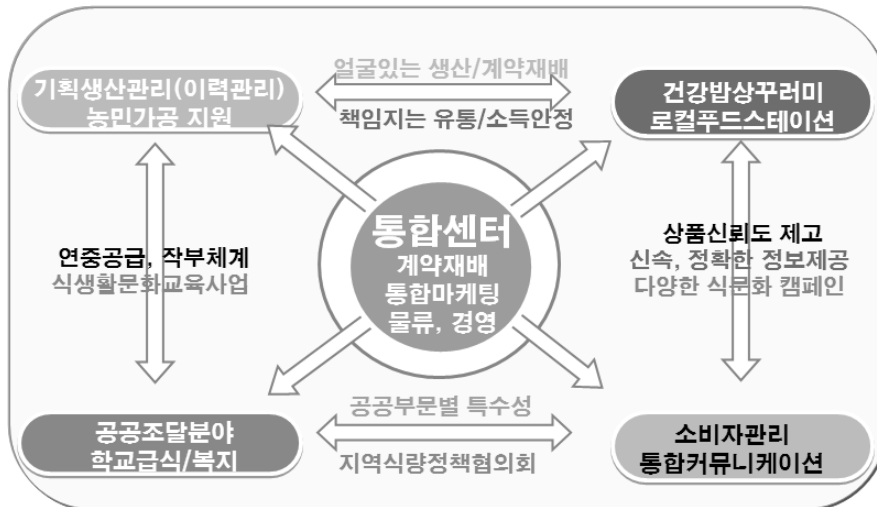 얼굴있는 생산/계약재배
기획생산관리(이력관리)
농민가공 지원
책임지는 유통/소득안정
건강밥상꾸러미
로컬푸드스테이션
통합센터
계약재배
통합마케팅
물류, 경영
연중공급, 작부체계
식생활문화교육사업
상품신뢰도 제고
신속, 정확한 정보제공
다양한 식문화 캠페인
공공부문별 특수성
공공조달분야
학교급식/복지
지역식량정책협의회
소비자관리
통합커뮤니케이션